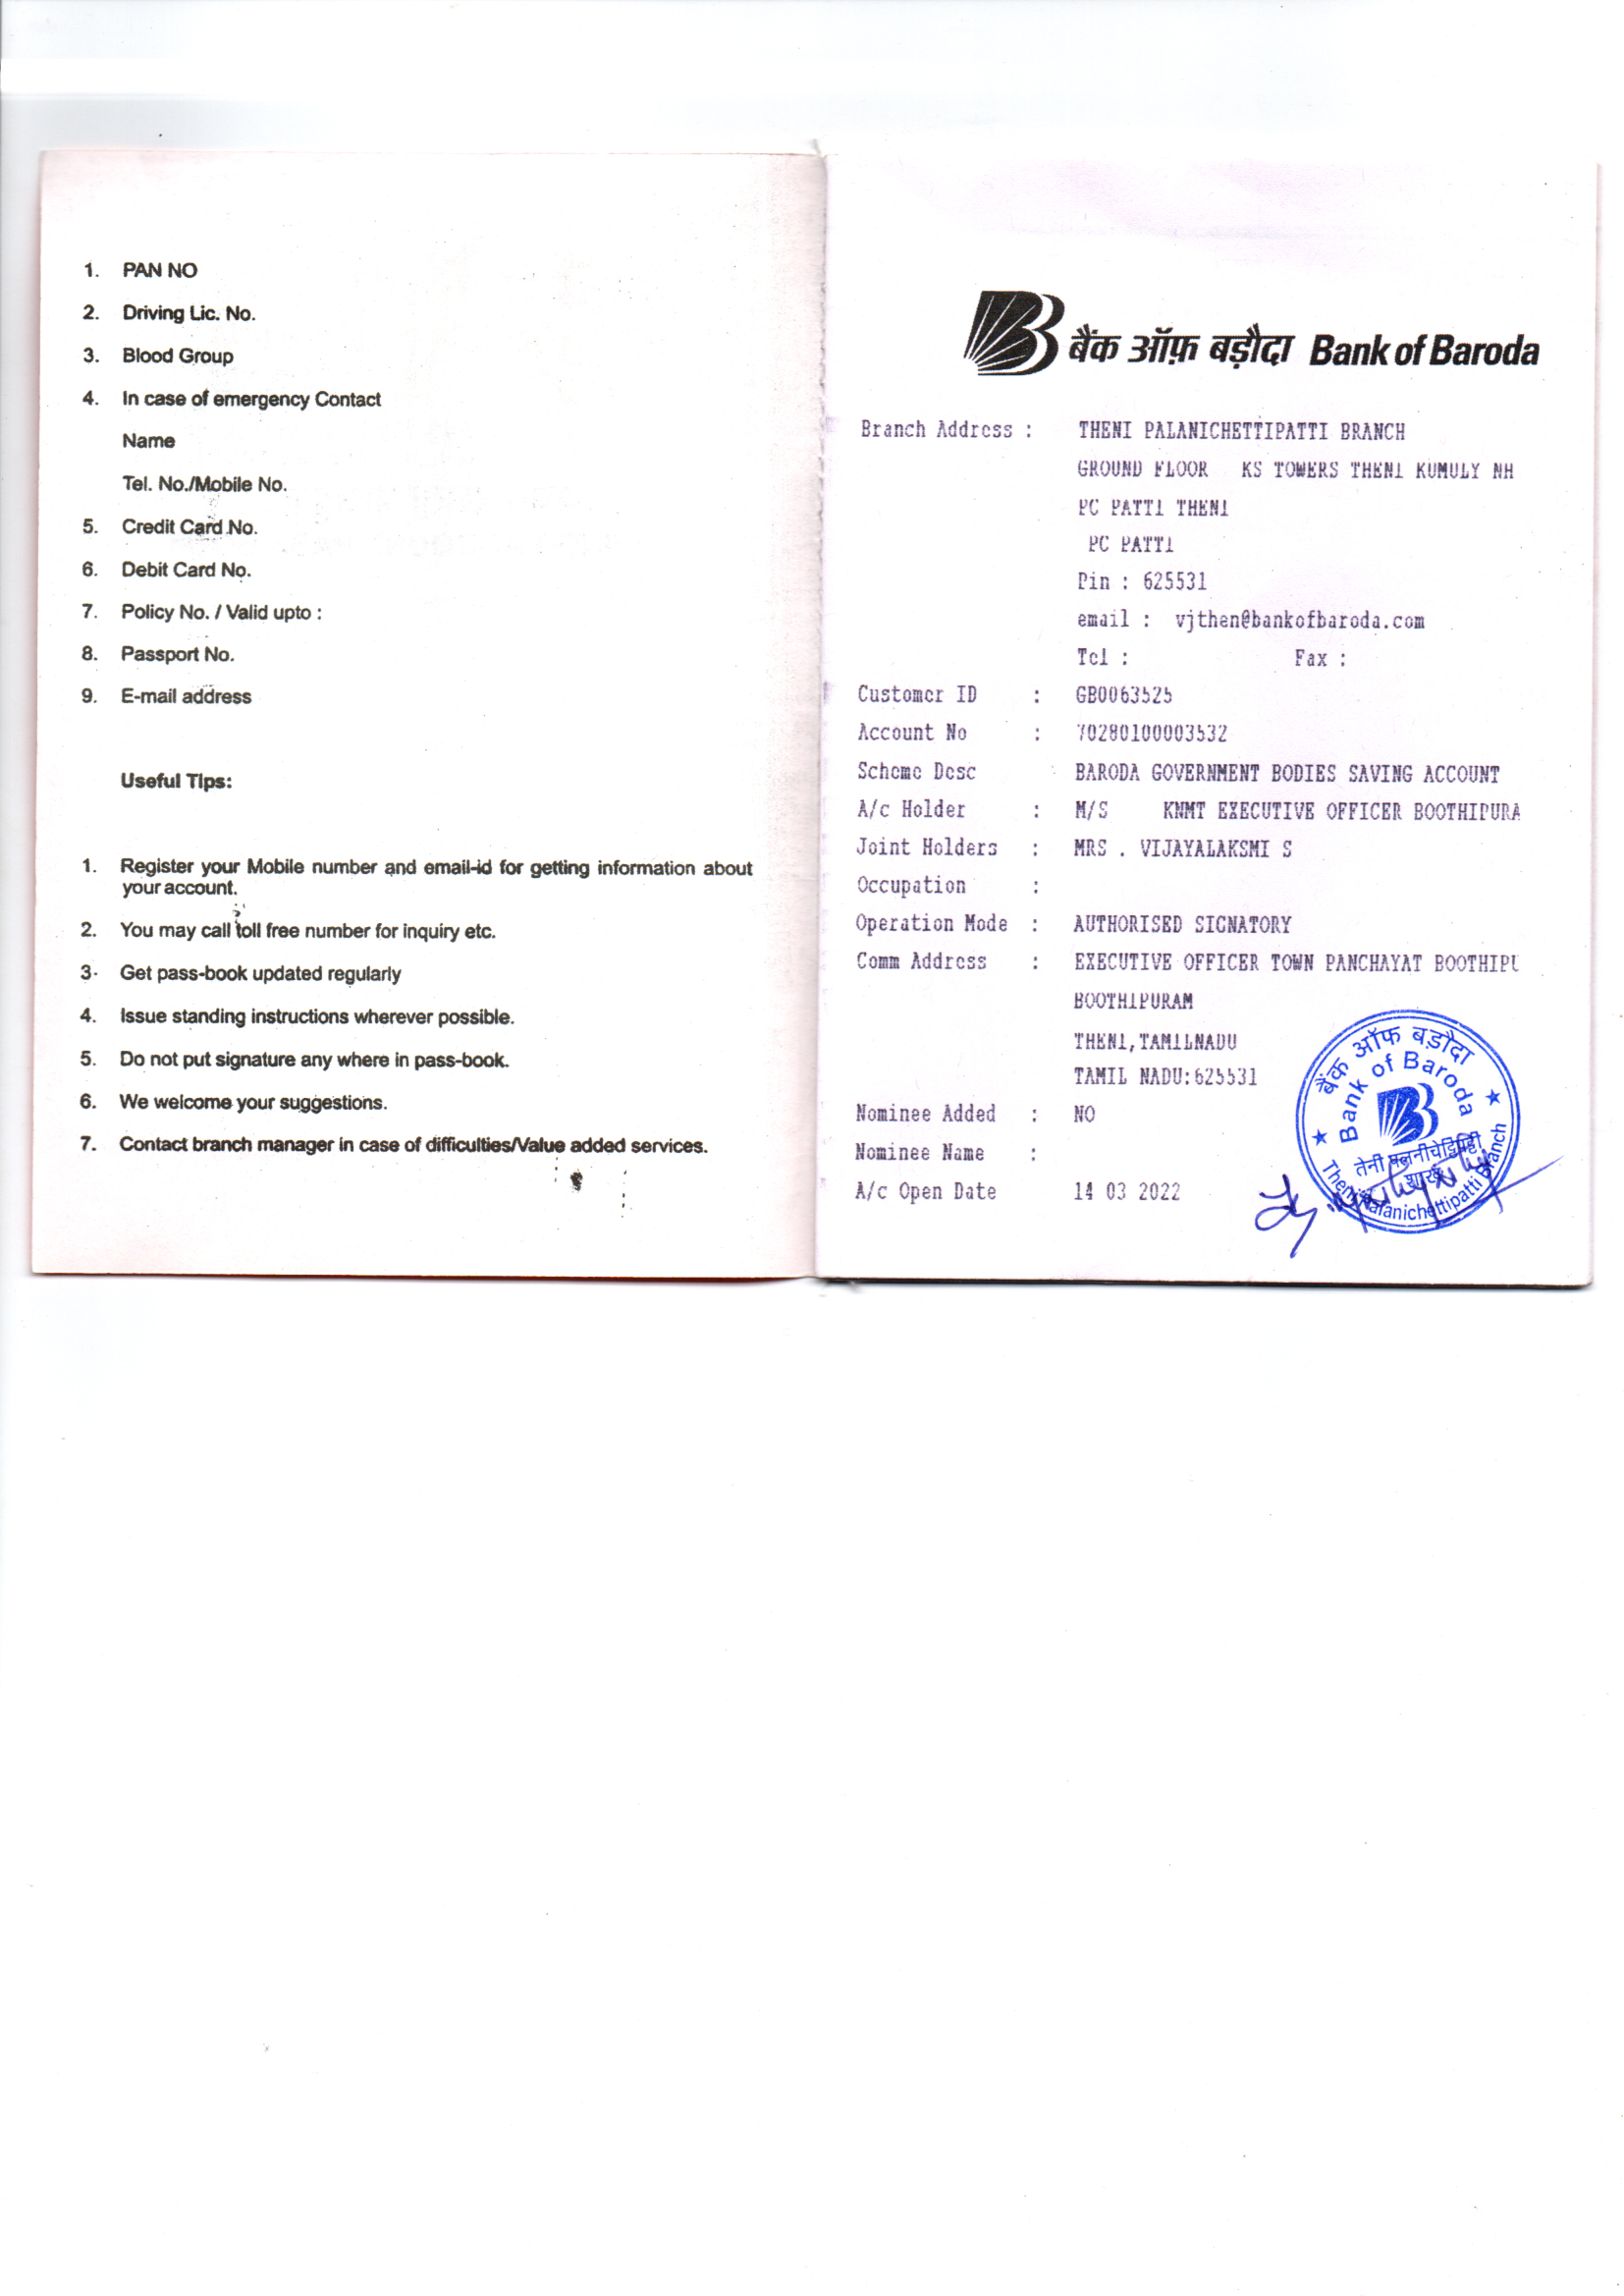 1. PAN NO
2. Driving Lic. No.
3. Blood Group
4. In case of emergency Contact
Name
Tel. No./Mobile No.
5. Credit Card No.
6. Debit Card No.
7. Policy No. / Valid upto :
8. Passport No.
9. E-mail address
Useful Tips:
1. Register your Mobile number and email-id for getting information about
your account.
2. You may call toll free number for inquiry etc.
3. Get pass-book updated regularly
4. Issue standing instructions wherever possible.
5. Do not put signature any where in pass-book.
6. We welcome your suggestions.
7. Contact branch manager in case of difficulties/Value added services.
बैंक ऑफ़ बड़ौदा Bank of Baroda
Branch Address : THENI PALANICHETTIPATTI BRANCH
GROUND FLOOR KS TOWERS THENI KUMULY NH
PC PATTI THENI
PC PATTI
Pin : 625531
email : vjthen@bankofbaroda.com
Tel : Fax :
Customer ID : GB0063525
Account No : 70280100003532
Scheme Desc : BARODA GOVERNMENT BODIES SAVING ACCOUNT
A/c Holder : M/S KNMT EXECUTIVE OFFICER BOOTHIPURA
Joint Holders : MRS . VIJAYALAKSMI S
Occupation :
Operation Mode : AUTHORISED SIGNATORY
Comm Address : EXECUTIVE OFFICER TOWN PANCHAYAT BOOTHIPU
BOOTHIPURAM
THENI,TAMILNADU
TAMIL NADU:625531
Nominee Added : NO
Nominee Name :
A/c Open Date 14 03 2022
बैंक ऑफ बड़ौदा
Bank of Baroda
तेनी पलनीचेट्टिपट्टी
शाखा
Theni Palanichettipatti Branch